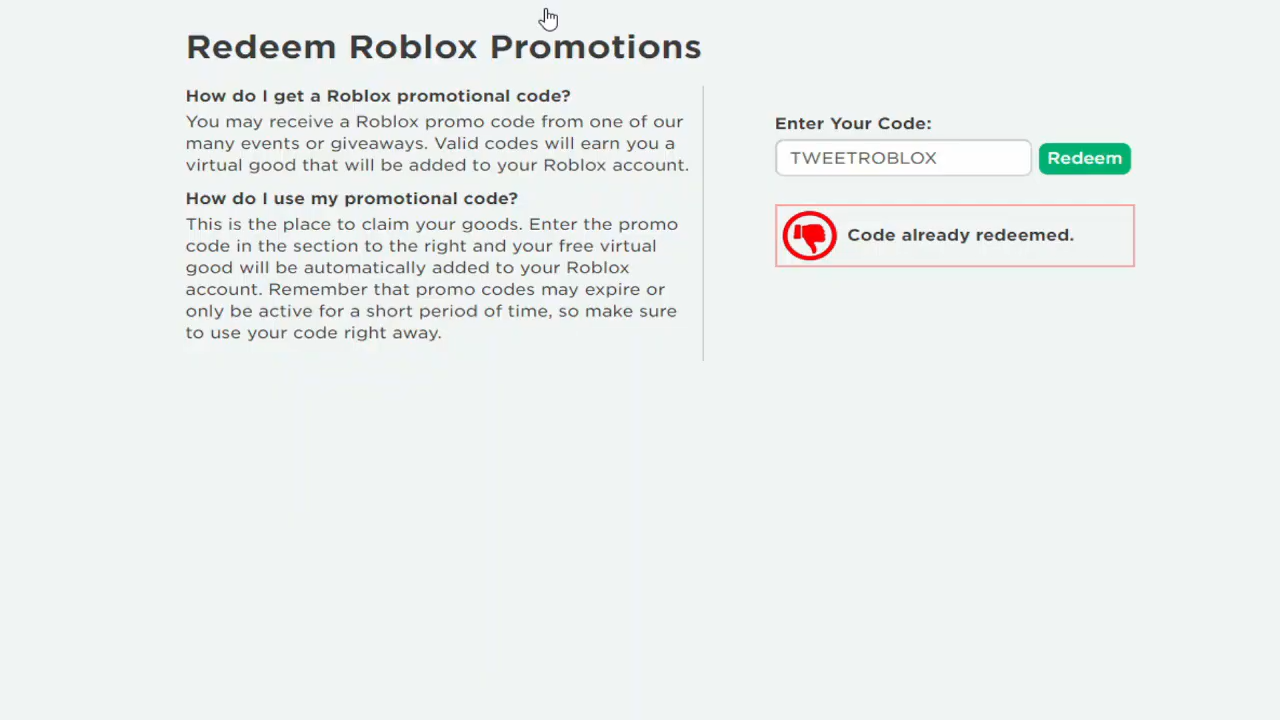 Redeem Roblox Promotions
How do I get a Roblox promotional code?
You may receive a Roblox promo code from one of our
many events or giveaways. Valid codes will earn you a
virtual good that will be added to your Roblox account.
How do I use my promotional code?
This is the place to claim your goods. Enter the promo
code in the section to the right and your free virtual
good will be automatically added to your Roblox
account. Remember that promo codes may expire or
only be active for a short period of time, so make sure
to use your code right away.
Enter Your Code:
TWEETROBLOX
Redeem
Code already redeemed.